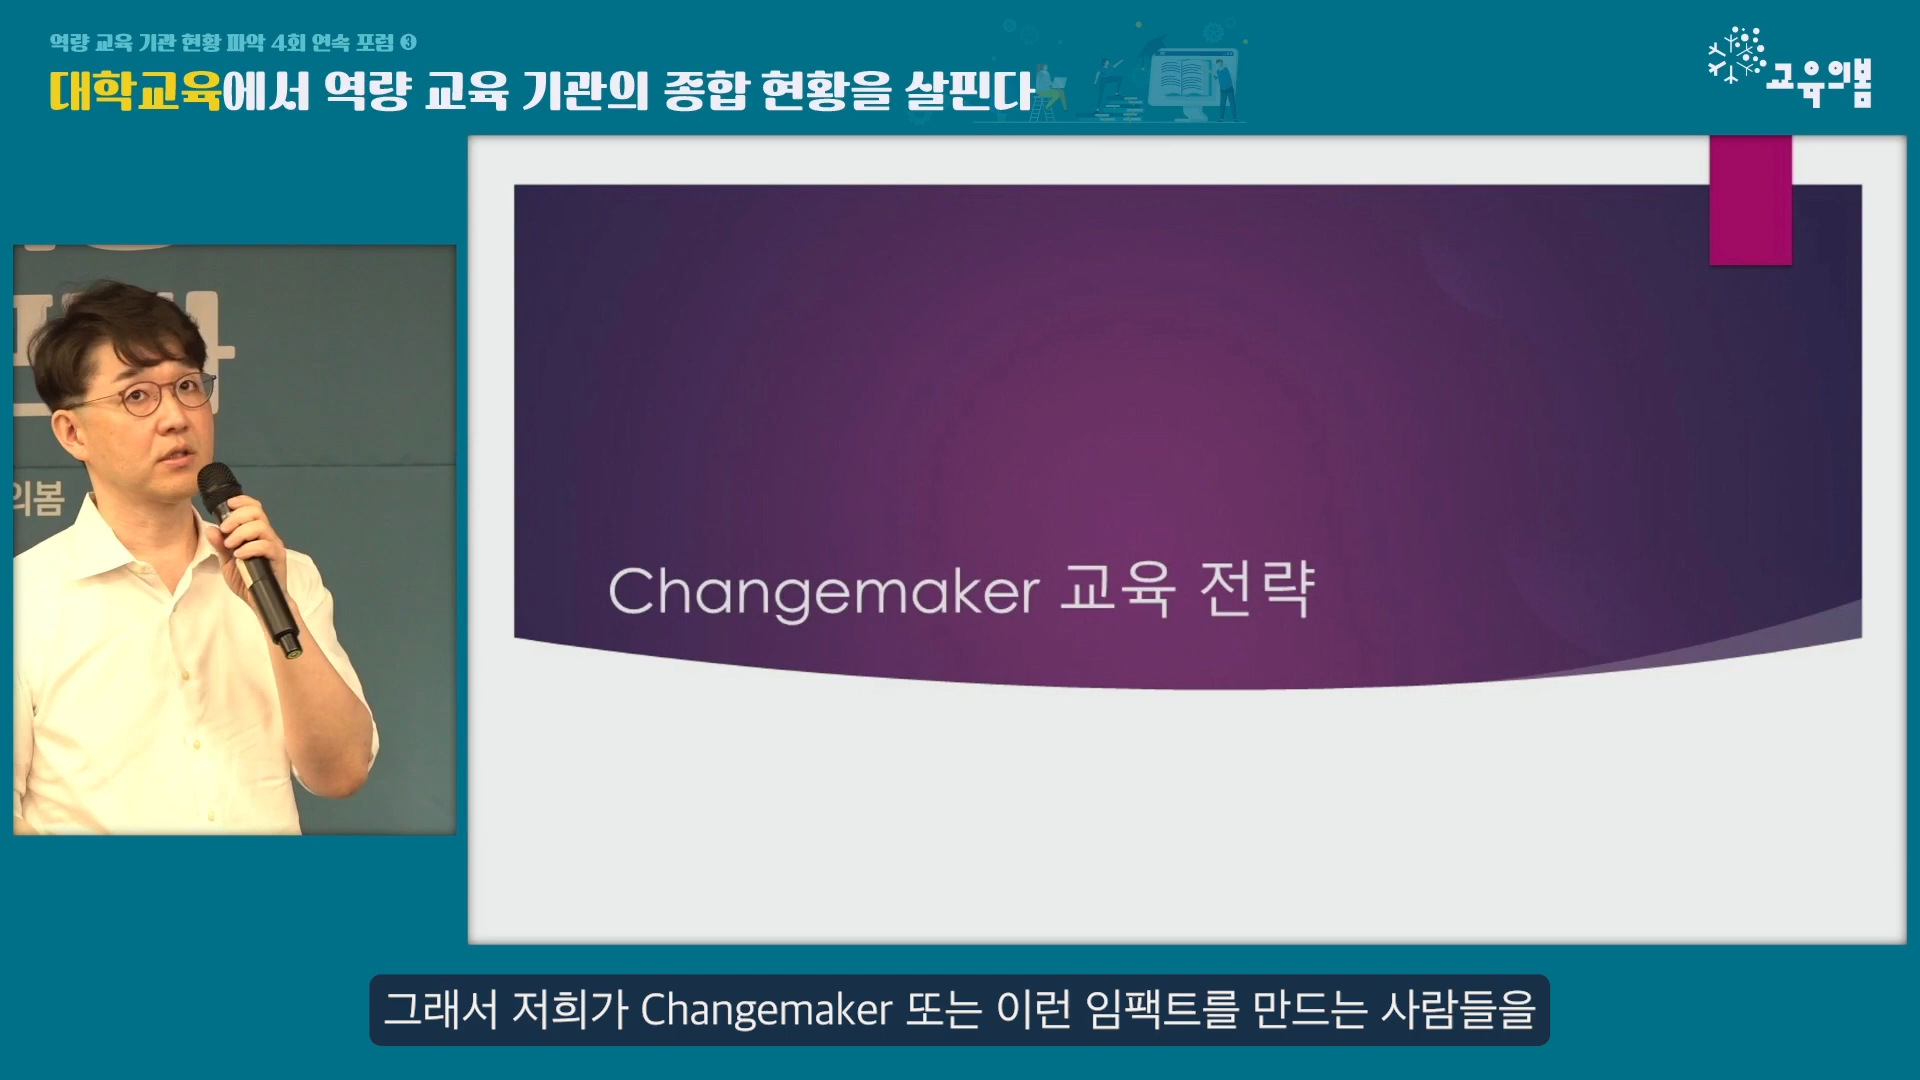 역량 교육 기관 현황 파악 4회 연속 포럼 ❸
대학교육에서 역량 교육 기관의 종합 현황을 살핀다
교육의봄
의봄
Changemaker 교육 전략
그래서 저희가 Changemaker 또는 이런 임팩트를 만드는 사람들을